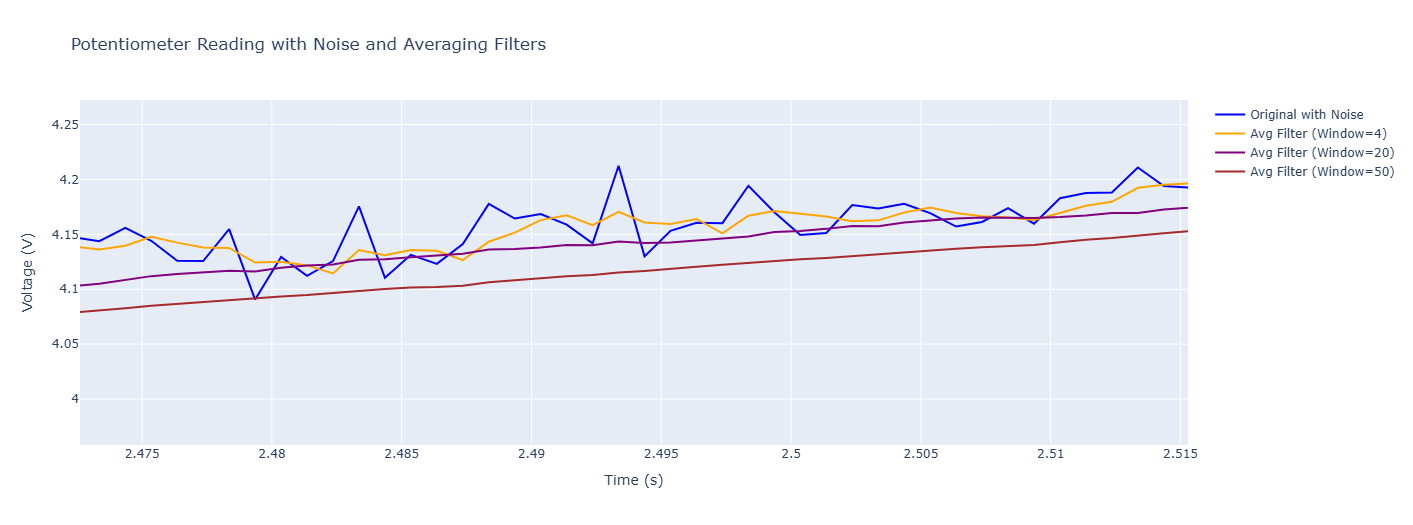 Potentiometer Reading with Noise and Averaging Filters
Original with Noise
Avg Filter (Window=4)
Avg Filter (Window=20)
Avg Filter (Window=50)
Voltage (V)
4.25
4.2
4.15
4.1
4.05
4
2.475 2.48 2.485 2.49 2.495 2.5 2.505 2.51 2.515
Time (s)